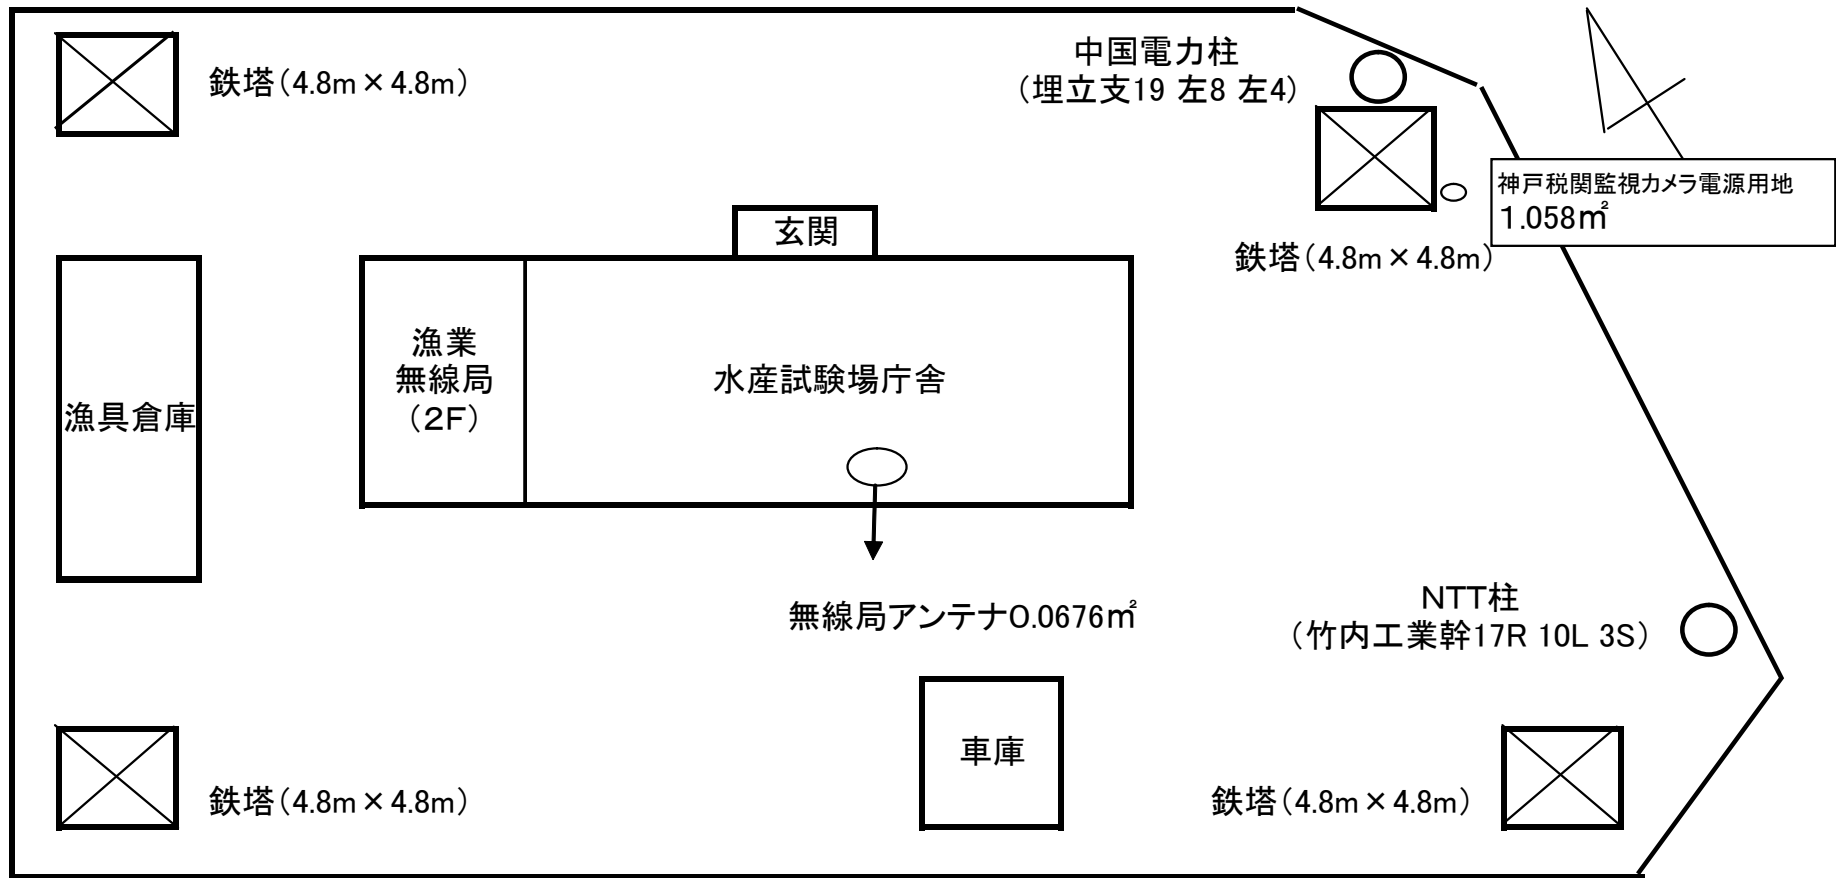 中国電力柱
（埋立支19 左8 左4）
鉄塔（4.8m×4.8m）
神戸税関監視カメラ電源用地
1.058㎡
玄関
鉄塔（4.8m×4.8m）
漁業
無線局
（２F）
水産試験場庁舎
漁具倉庫
無線局アンテナ0.0676㎡
NTT柱
（竹内工業幹17R 10L 3S）
車庫
鉄塔（4.8m×4.8m）
鉄塔（4.8m×4.8m）